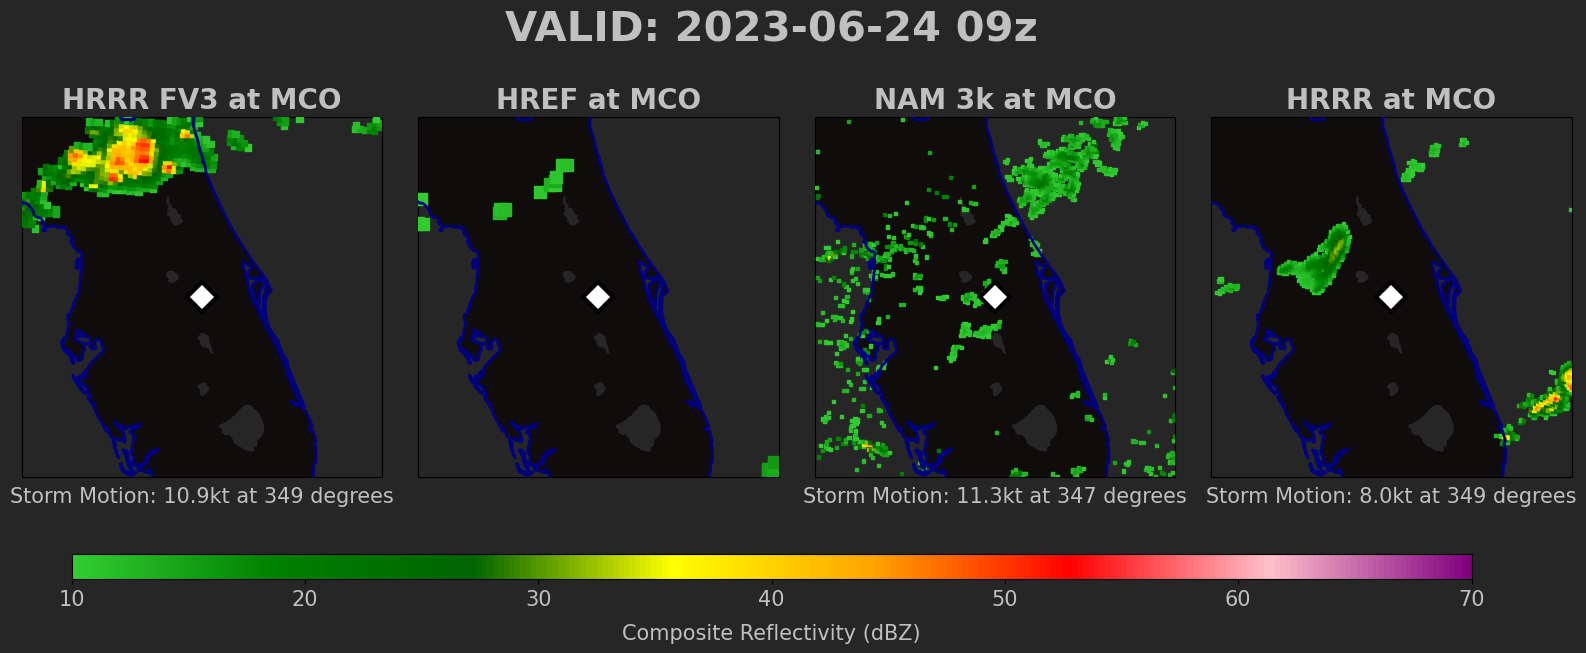 VALID: 2023-06-24 09z
HRRR FV3 at MCO
HREF at MCO
NAM 3k at MCO
HRRR at MCO
Storm Motion: 10.9kt at 349 degrees
Storm Motion: 11.3kt at 347 degrees
Storm Motion: 8.0kt at 349 degrees
10 20 30 40 50 60 70
Composite Reflectivity (dBZ)